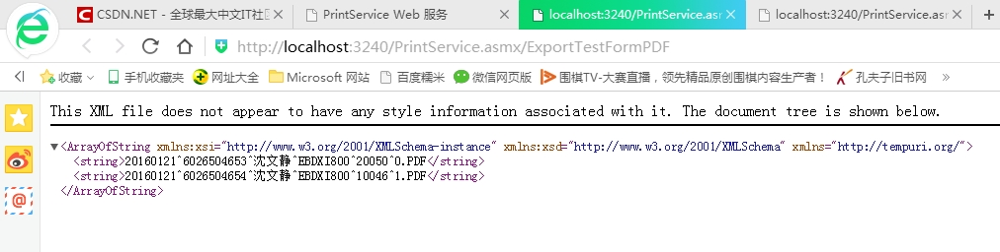 CSDN.NET - 全球最大中文IT社区
PrintService Web 服务
localhost:3240/PrintService.asm
localhost:3240/PrintService.asm
http://localhost:3240/PrintService.asmx/ExportTestFormPDF
收藏
手机收藏夹
网址大全
Microsoft 网站
百度糯米
微信网页版
围棋TV-大赛直播，领先精品原创围棋内容生产者！
孔夫子旧书网
This XML file does not appear to have any style information associated with it. The document tree is shown below.
▼<ArrayOfString xmlns:xsi="http://www.w3.org/2001/XMLSchema-instance" xmlns:xsd="http://www.w3.org/2001/XMLSchema" xmlns="http://tempuri.org/">
<string>20160121^6026504653^沈文静^EBDXI800^20050^0.PDF</string>
<string>20160121^6026504654^沈文静^EBDXI800^10046^1.PDF</string>
</ArrayOfString>